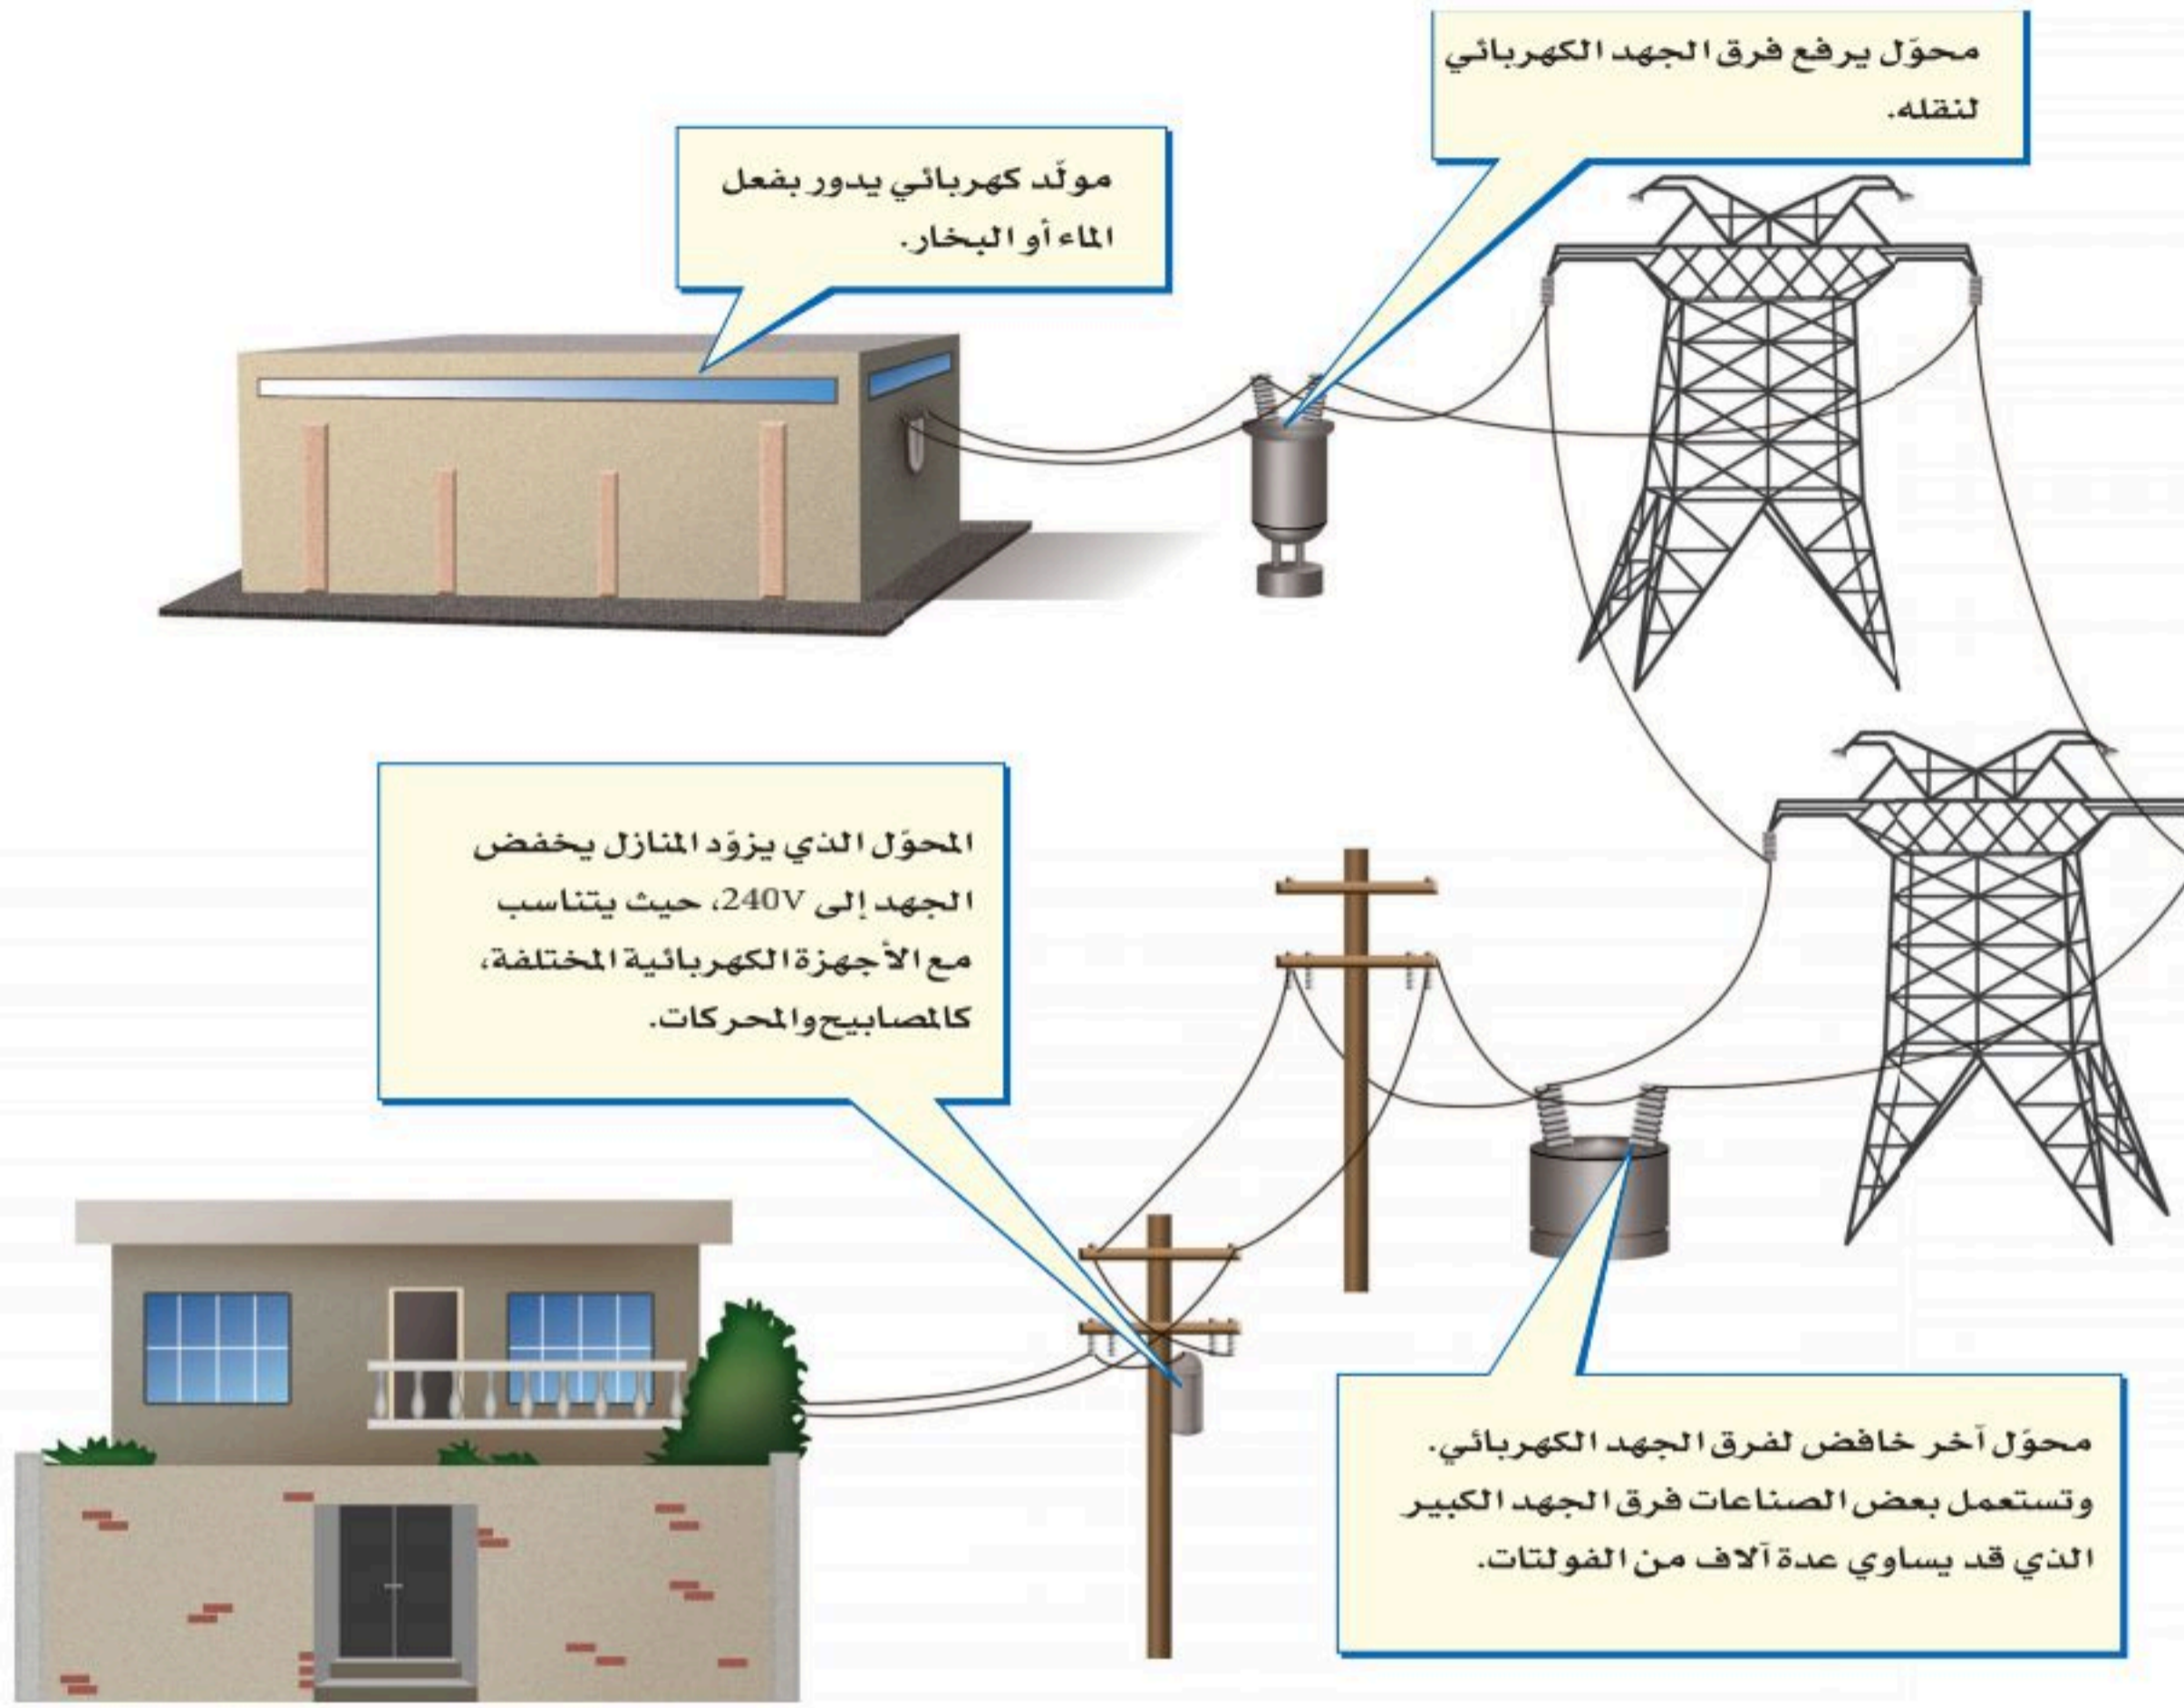 محوّل يرفع فرق الجهد الكهربائي
لنقله.
مولّد كهربائي يدور بفعل
الماء أو البخار.
المحوّل الذي يزوّد المنازل يخفض
الجهد إلى 240V، حيث يتناسب
مع الأجهزة الكهربائية المختلفة،
كالمصابيح والمحركات.
محوّل آخر خافض لفرق الجهد الكهربائي.
وتستعمل بعض الصناعات فرق الجهد الكبير
الذي قد يساوي عدة آلاف من الفولتات.